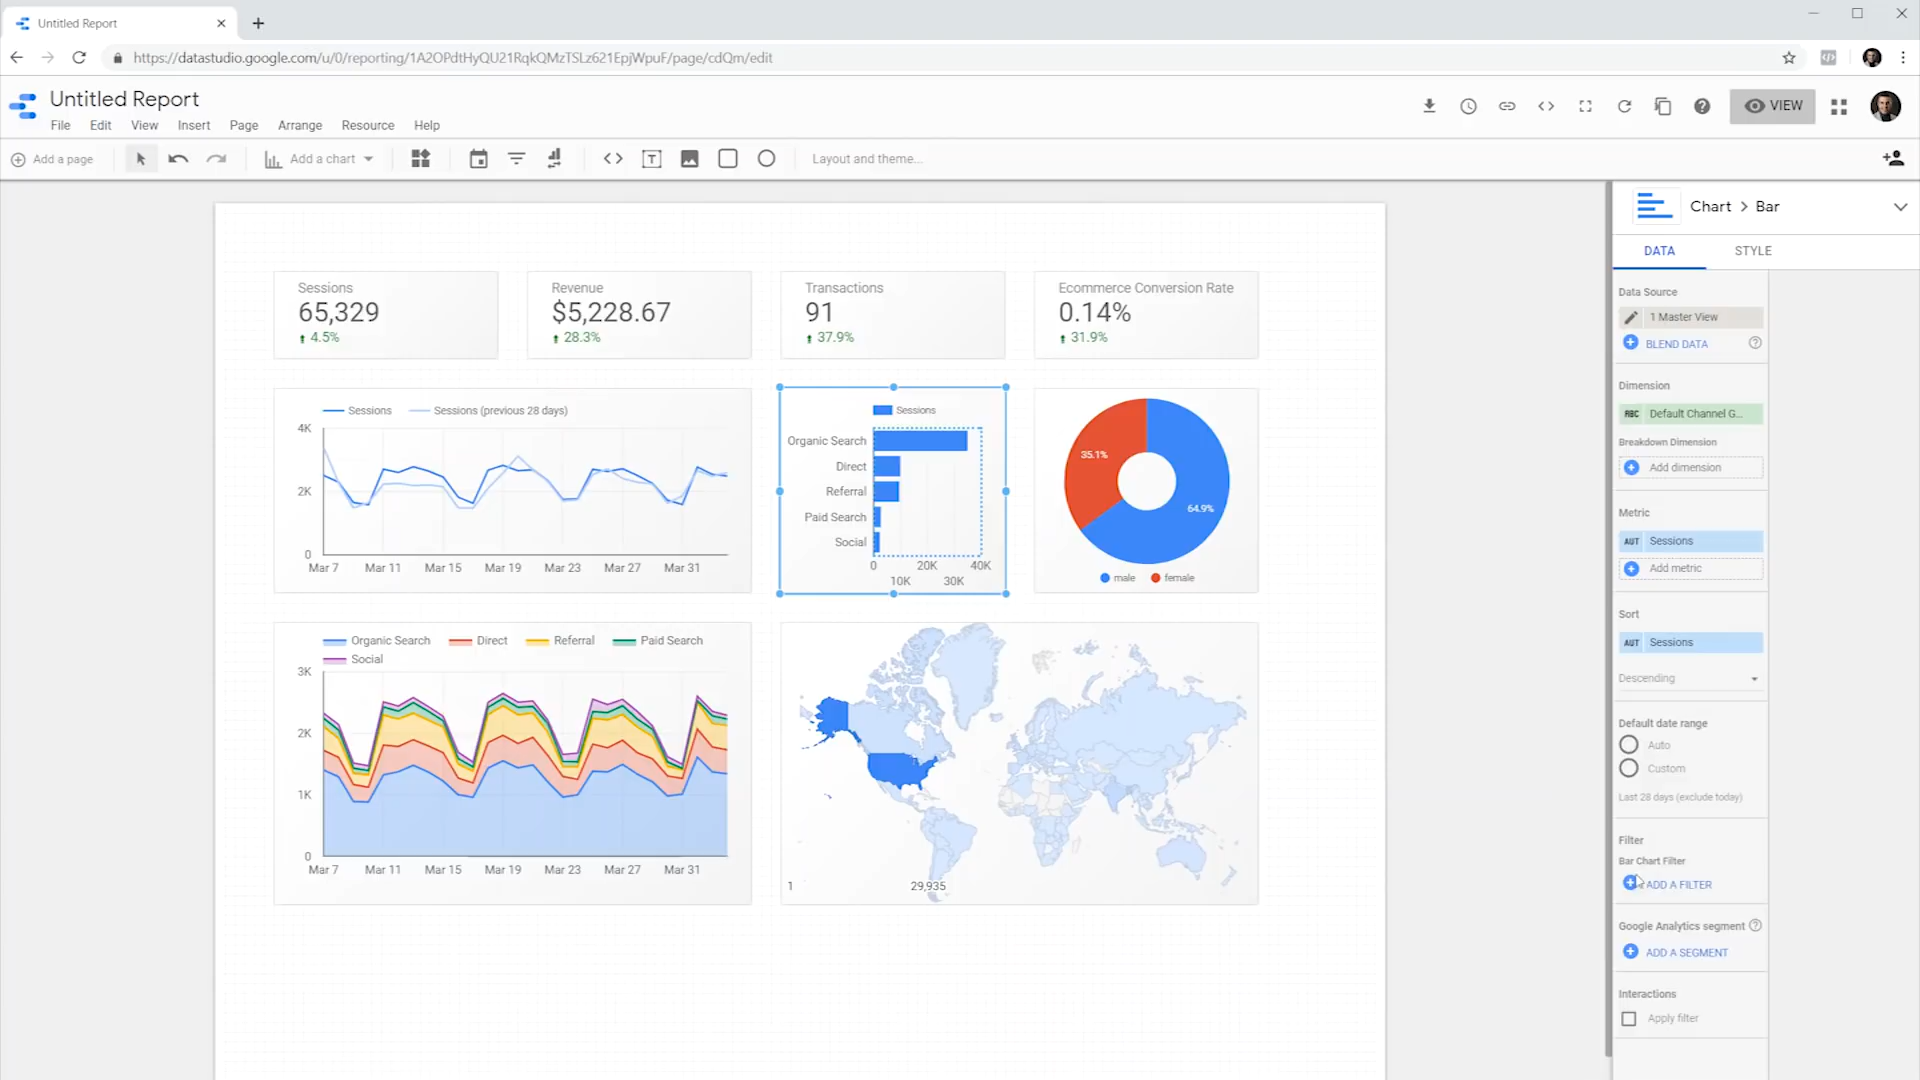 Untitled Report
https://datastudio.google.com/u/0/reporting/1A2OPdtHyQU21RqkQMzTSLz621EpjWpuF/page/cdQm/edit
Untitled Report
File Edit View Insert Grid Page Arrange Resource Help
VIEW
Add a page
Add a chart
Layout and theme...
Chart > Bar
DATA
STYLE
Sessions
65,329
4.5%
Revenue
$5,228.67
28.3%
Transactions
91
37.9%
Ecommerce Conversion Rate
0.14%
31.9%
Sessions
Sessions (previous 28 days)
4K
2K
0
Mar 7 Mar 11 Mar 15 Mar 19 Mar 23 Mar 27 Mar 31
Sessions
Organic Search
Direct
Referral
Paid Search
Social
0 20K 40K
10K 30K
35.1%
64.9%
male female
Organic Search Direct Referral Paid Search
Social
3K
2K
1K
0
Mar 7 Mar 11 Mar 15 Mar 19 Mar 23 Mar 27 Mar 31
1
29,935
Data Source
1 Master View
BLEND DATA
Dimension
RBC Default Channel G...
Breakdown Dimension
Add dimension
Metric
AUT Sessions
Add metric
Sort
AUT Sessions
Descending
Default date range
Auto
Custom
Last 28 days (exclude today)
Filter
Bar Chart Filter
ADD A FILTER
Google Analytics segment
ADD A SEGMENT
Interactions
Apply filter